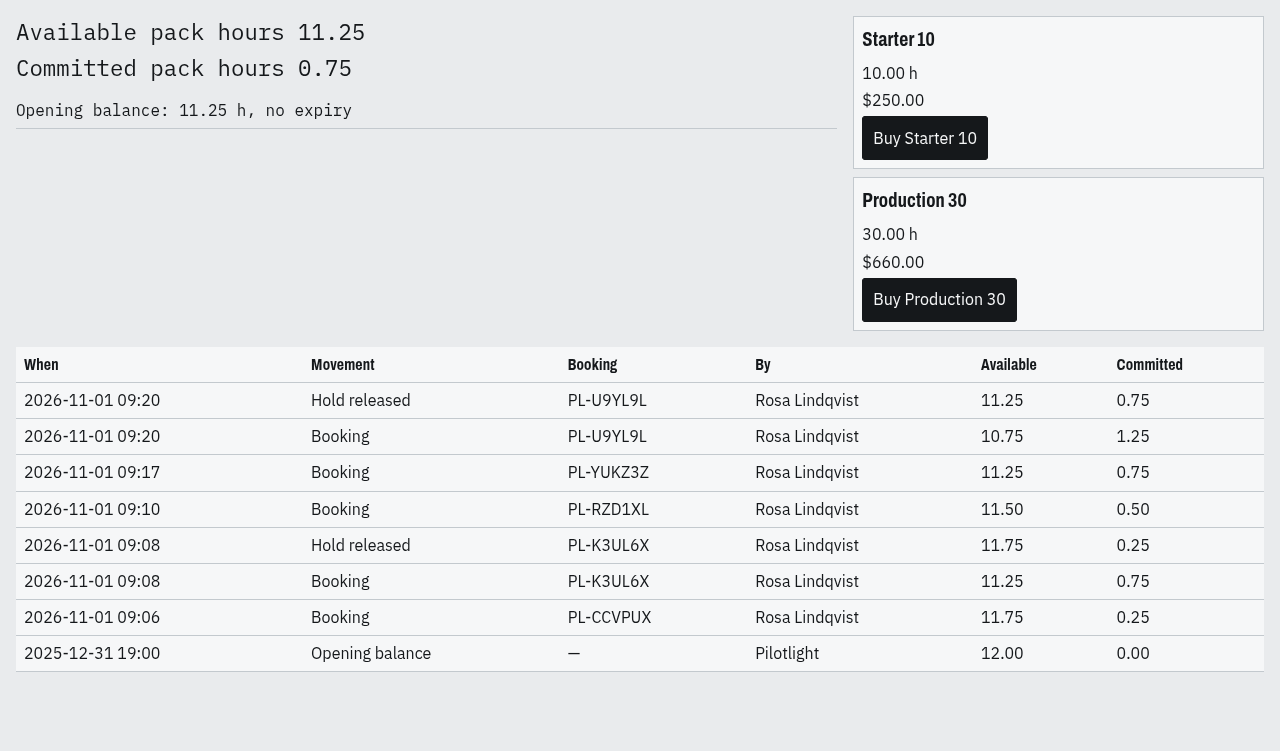 Available pack hours 11.25
Committed pack hours 0.75
Opening balance: 11.25 h, no expiry
Starter 10
10.00 h
$250.00
Buy Starter 10
Production 30
30.00 h
$660.00
Buy Production 30
When Movement Booking By Available Committed
2026-11-01 09:20 Hold released PL-U9YL9L Rosa Lindqvist 11.25 0.75
2026-11-01 09:20 Booking PL-U9YL9L Rosa Lindqvist 10.75 1.25
2026-11-01 09:17 Booking PL-YUKZ3Z Rosa Lindqvist 11.25 0.75
2026-11-01 09:10 Booking PL-RZD1XL Rosa Lindqvist 11.50 0.50
2026-11-01 09:08 Hold released PL-K3UL6X Rosa Lindqvist 11.75 0.25
2026-11-01 09:08 Booking PL-K3UL6X Rosa Lindqvist 11.25 0.75
2026-11-01 09:06 Booking PL-CCVPUX Rosa Lindqvist 11.75 0.25
2025-12-31 19:00 Opening balance — Pilotlight 12.00 0.00